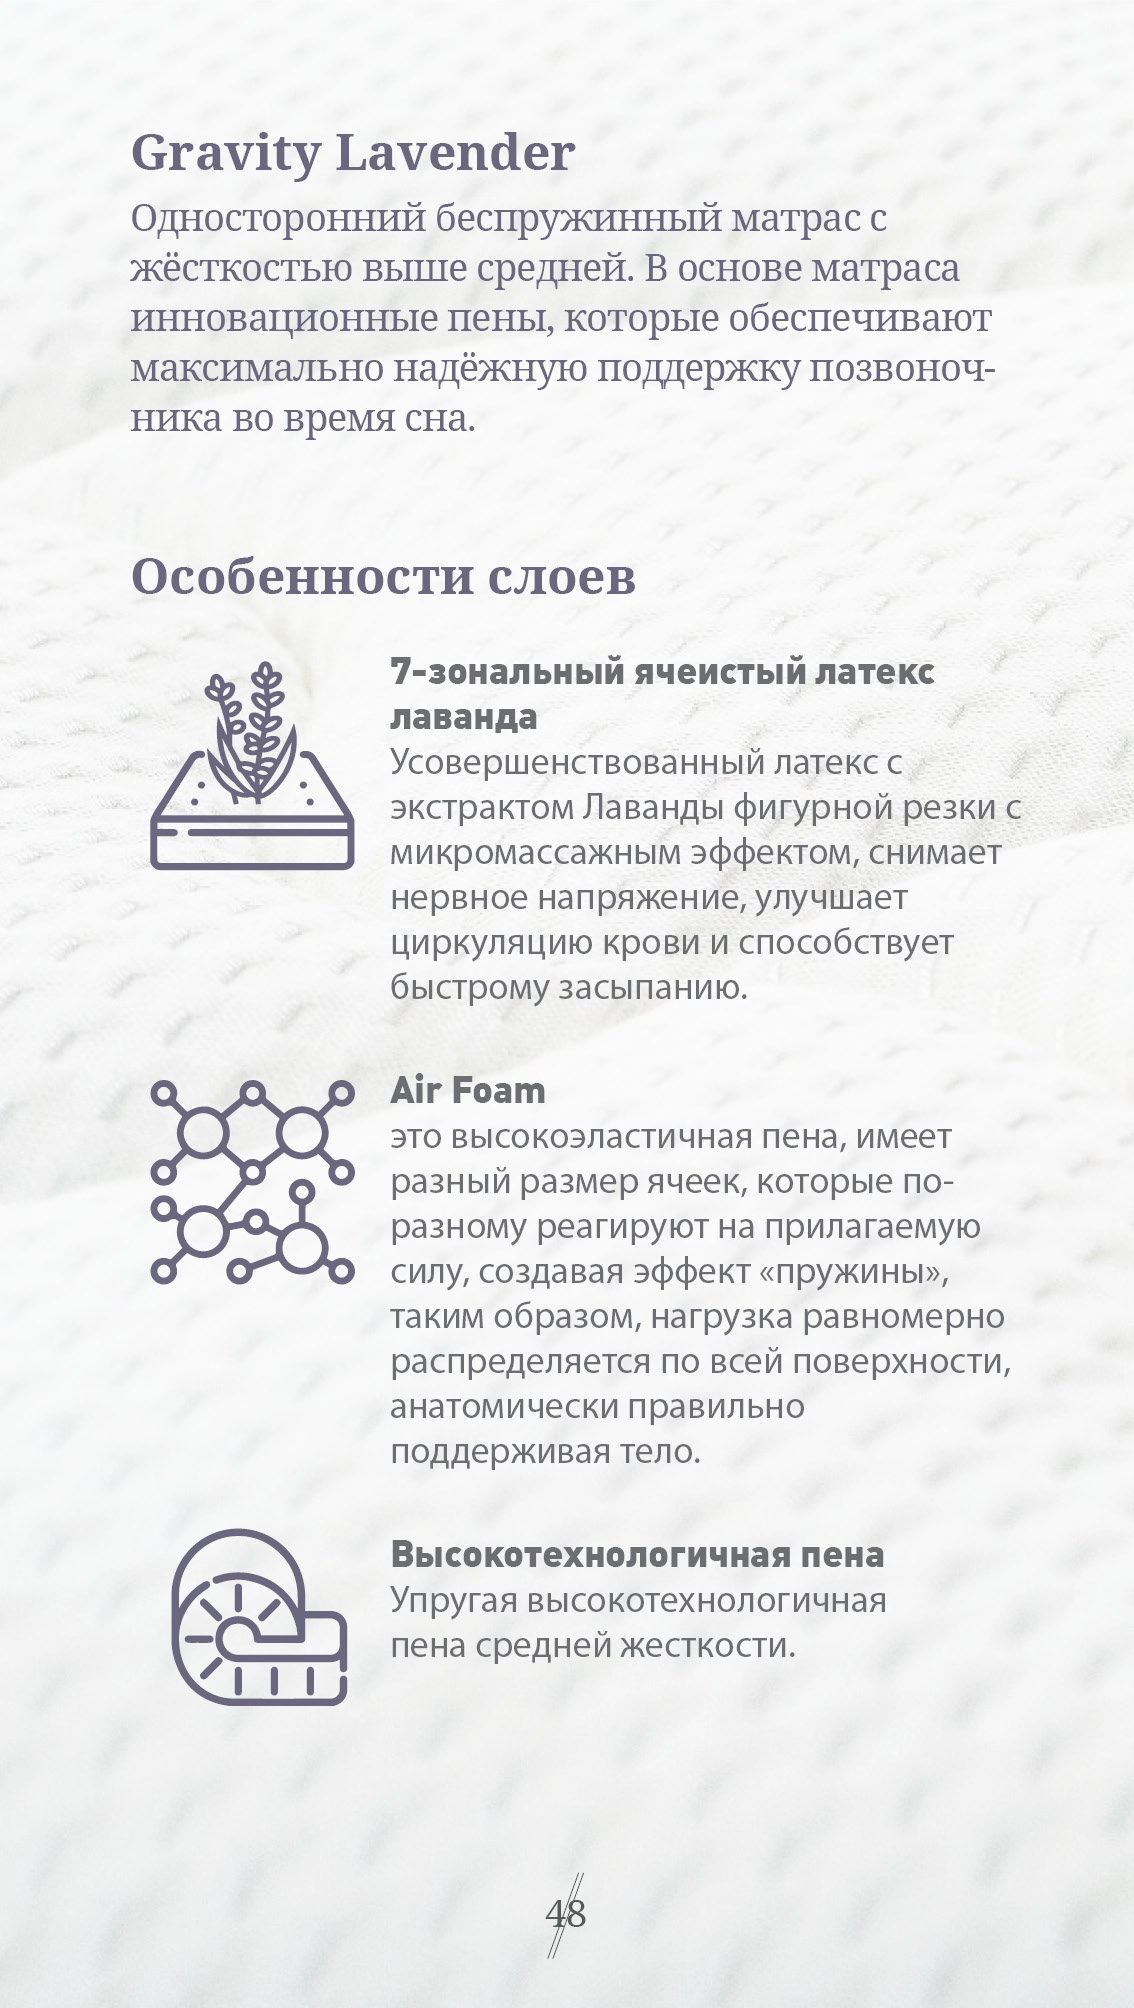 Gravity Lavender
Односторонний беспружинный матрас с
жёсткостью выше средней. В основе матраса
инновационные пены, которые обеспечивают
максимально надёжную поддержку позвоноч-
ника во время сна.
Особенности слоев
7-зональный ячеистый латекс
лаванда
Усовершенствованный латекс с
экстрактом Лаванды фигурной резки с
микромассажным эффектом, снимает
нервное напряжение, улучшает
циркуляцию крови и способствует
быстрому засыпанию.
Air Foam
это высокоэластичная пена, имеет
разный размер ячеек, которые по-
разному реагируют на прилагаемую
силу, создавая эффект «пружины»,
таким образом, нагрузка равномерно
распределяется по всей поверхности,
анатомически правильно
поддерживая тело.
Высокотехнологичная пена
Упругая высокотехнологичная
пена средней жесткости.
48